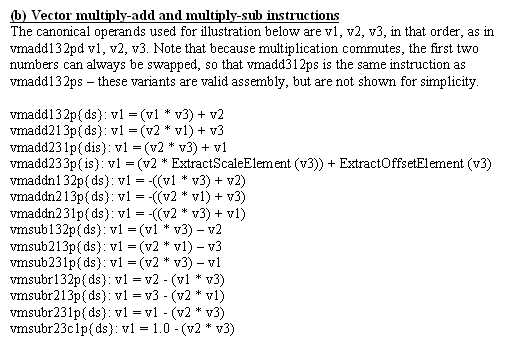 (b) Vector multiply-add and multiply-sub instructions
The canonical operands used for illustration below are v1, v2, v3, in that order, as in
vmadd132pd v1, v2, v3. Note that because multiplication commutes, the first two
numbers can always be swapped, so that vmadd312ps is the same instruction as
vmadd132ps – these variants are valid assembly, but are not shown for simplicity.
vmadd132p{ds}: v1 = (v1 * v3) + v2
vmadd213p{ds}: v1 = (v2 * v1) + v3
vmadd231p{dis}: v1 = (v2 * v3) + v1
vmadd233p{is}: v1 = (v2 * ExtractScaleElement (v3)) + ExtractOffsetElement (v3)
vmaddn132p{ds}: v1 = -((v1 * v3) + v2)
vmaddn213p{ds}: v1 = -((v2 * v1) + v3)
vmaddn231p{ds}: v1 = -((v2 * v3) + v1)
vmsub132p{ds}: v1 = (v1 * v3) – v2
vmsub213p{ds}: v1 = (v2 * v1) – v3
vmsub231p{ds}: v1 = (v2 * v3) – v1
vmsubr132p{ds}: v1 = v2 - (v1 * v3)
vmsubr213p{ds}: v1 = v3 - (v2 * v1)
vmsubr231p{ds}: v1 = v1 - (v2 * v3)
vmsubr23c1p{ds}: v1 = 1.0 - (v2 * v3)